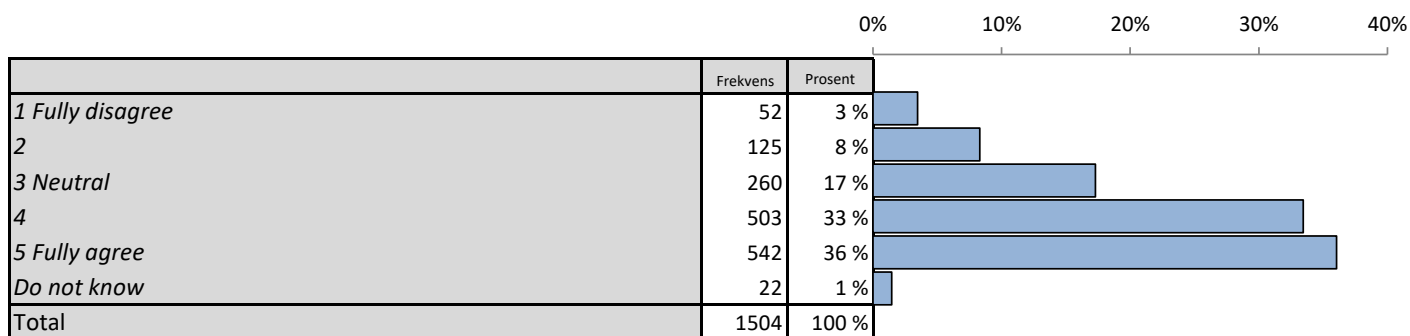 0% 10% 20% 30% 40%
Frekvens Prosent
1 Fully disagree 52 3 %
2 125 8 %
3 Neutral 260 17 %
4 503 33 %
5 Fully agree 542 36 %
Do not know 22 1 %
Total 1504 100 %